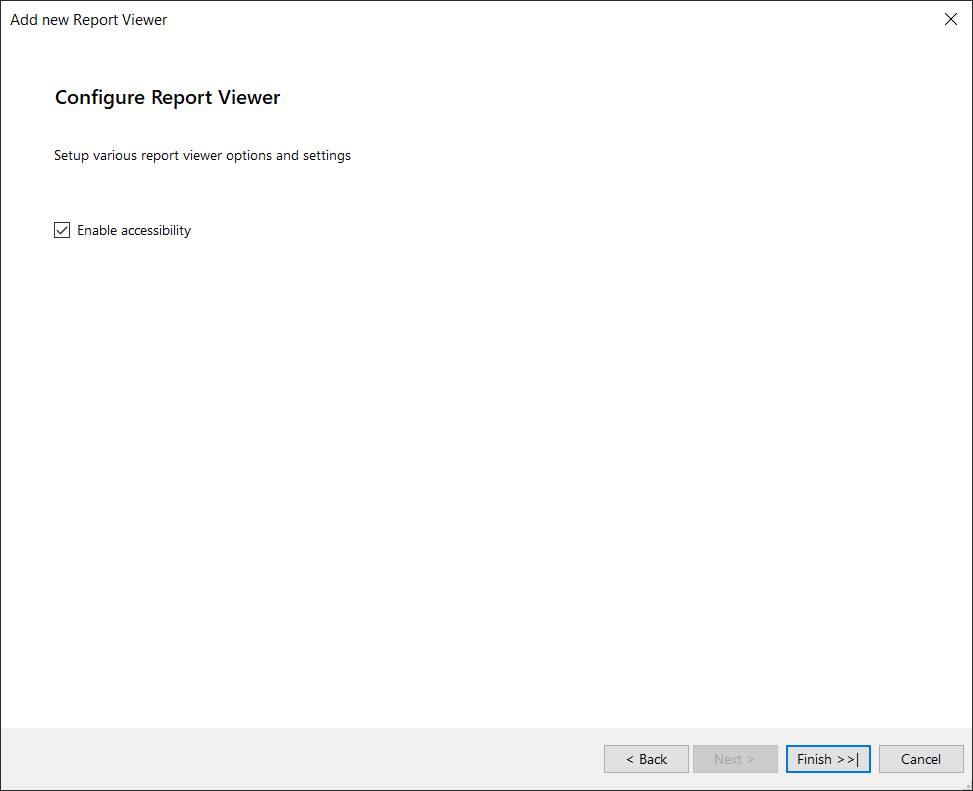 Add new Report Viewer
Configure Report Viewer
Setup various report viewer options and settings
Enable accessibility
< Back
Next >
Finish >>|
Cancel